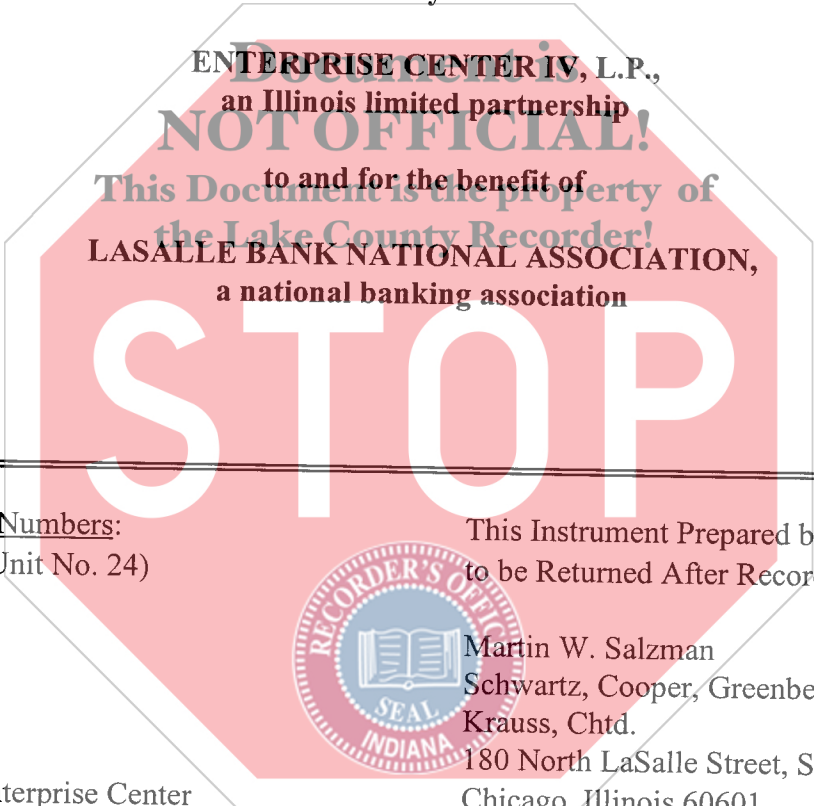 ENTERPRISE CENTER IV, L.P.,
Document is
an Illinois limited partnership
NOT OFFICIAL!
to and for the benefit of
This Document is the property of
the Lake County Recorder!
LASALLE BANK NATIONAL ASSOCIATION,
a national banking association
STOP
Numbers:
Unit No. 24)
This Instrument Prepared b
to be Returned After Recor
RECORDER'S OFFICE
SEAL
INDIANA
Martin W. Salzman
Schwartz, Cooper, Greenbe
Krauss, Chtd.
180 North LaSalle Street, S
Chicago, Illinois 60601
terprise Center